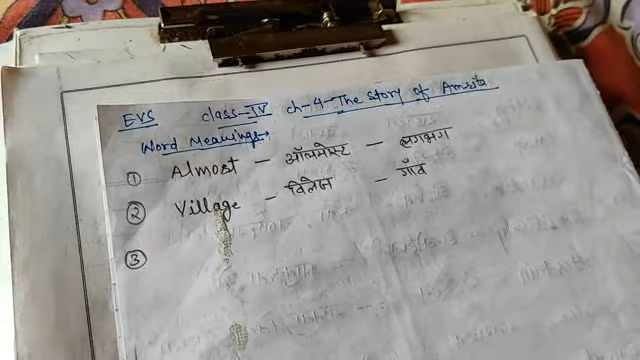 EVS class-IV ch-4-The story of Amrita
Word Meanings→
① Almost - ऑलमोस्ट - लगभग
② Village - विलेज - गाँव
③